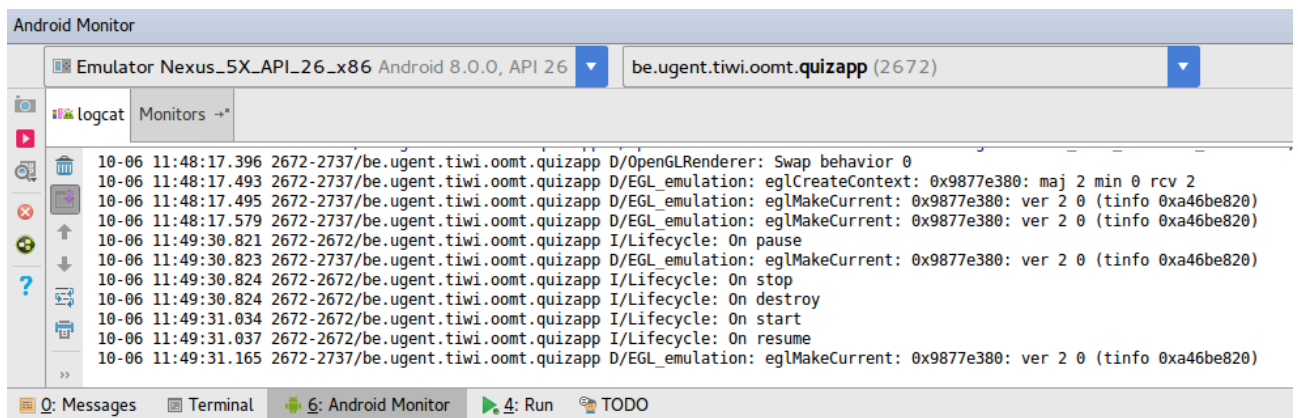 Android Monitor
Emulator Nexus_5X_API_26_x86 Android 8.0.0, API 26 be.ugent.tiwi.oomt.quizapp (2672)
logcat Monitors
10-06 11:48:17.396 2672-2737/be.ugent.tiwi.oomt.quizapp D/OpenGLRenderer: Swap behavior 0
10-06 11:48:17.493 2672-2737/be.ugent.tiwi.oomt.quizapp D/EGL_emulation: eglCreateContext: 0x9877e380: maj 2 min 0 rcv 2
10-06 11:48:17.495 2672-2737/be.ugent.tiwi.oomt.quizapp D/EGL_emulation: eglMakeCurrent: 0x9877e380: ver 2 0 (tinfo 0xa46be820)
10-06 11:48:17.579 2672-2737/be.ugent.tiwi.oomt.quizapp D/EGL_emulation: eglMakeCurrent: 0x9877e380: ver 2 0 (tinfo 0xa46be820)
10-06 11:49:30.821 2672-2672/be.ugent.tiwi.oomt.quizapp I/Lifecycle: On pause
10-06 11:49:30.823 2672-2737/be.ugent.tiwi.oomt.quizapp D/EGL_emulation: eglMakeCurrent: 0x9877e380: ver 2 0 (tinfo 0xa46be820)
10-06 11:49:30.824 2672-2672/be.ugent.tiwi.oomt.quizapp I/Lifecycle: On stop
10-06 11:49:30.824 2672-2672/be.ugent.tiwi.oomt.quizapp I/Lifecycle: On destroy
10-06 11:49:31.034 2672-2672/be.ugent.tiwi.oomt.quizapp I/Lifecycle: On start
10-06 11:49:31.037 2672-2672/be.ugent.tiwi.oomt.quizapp I/Lifecycle: On resume
10-06 11:49:31.165 2672-2737/be.ugent.tiwi.oomt.quizapp D/EGL_emulation: eglMakeCurrent: 0x9877e380: ver 2 0 (tinfo 0xa46be820)
0: Messages Terminal 6: Android Monitor 4: Run TODO